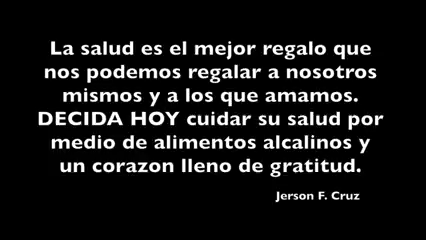 La salud es el mejor regalo que
nos podemos regalar a nosotros
mismos y a los que amamos.
DECIDA HOY cuidar su salud por
medio de alimentos alcalinos y
un corazon lleno de gratitud.
Jerson F. Cruz